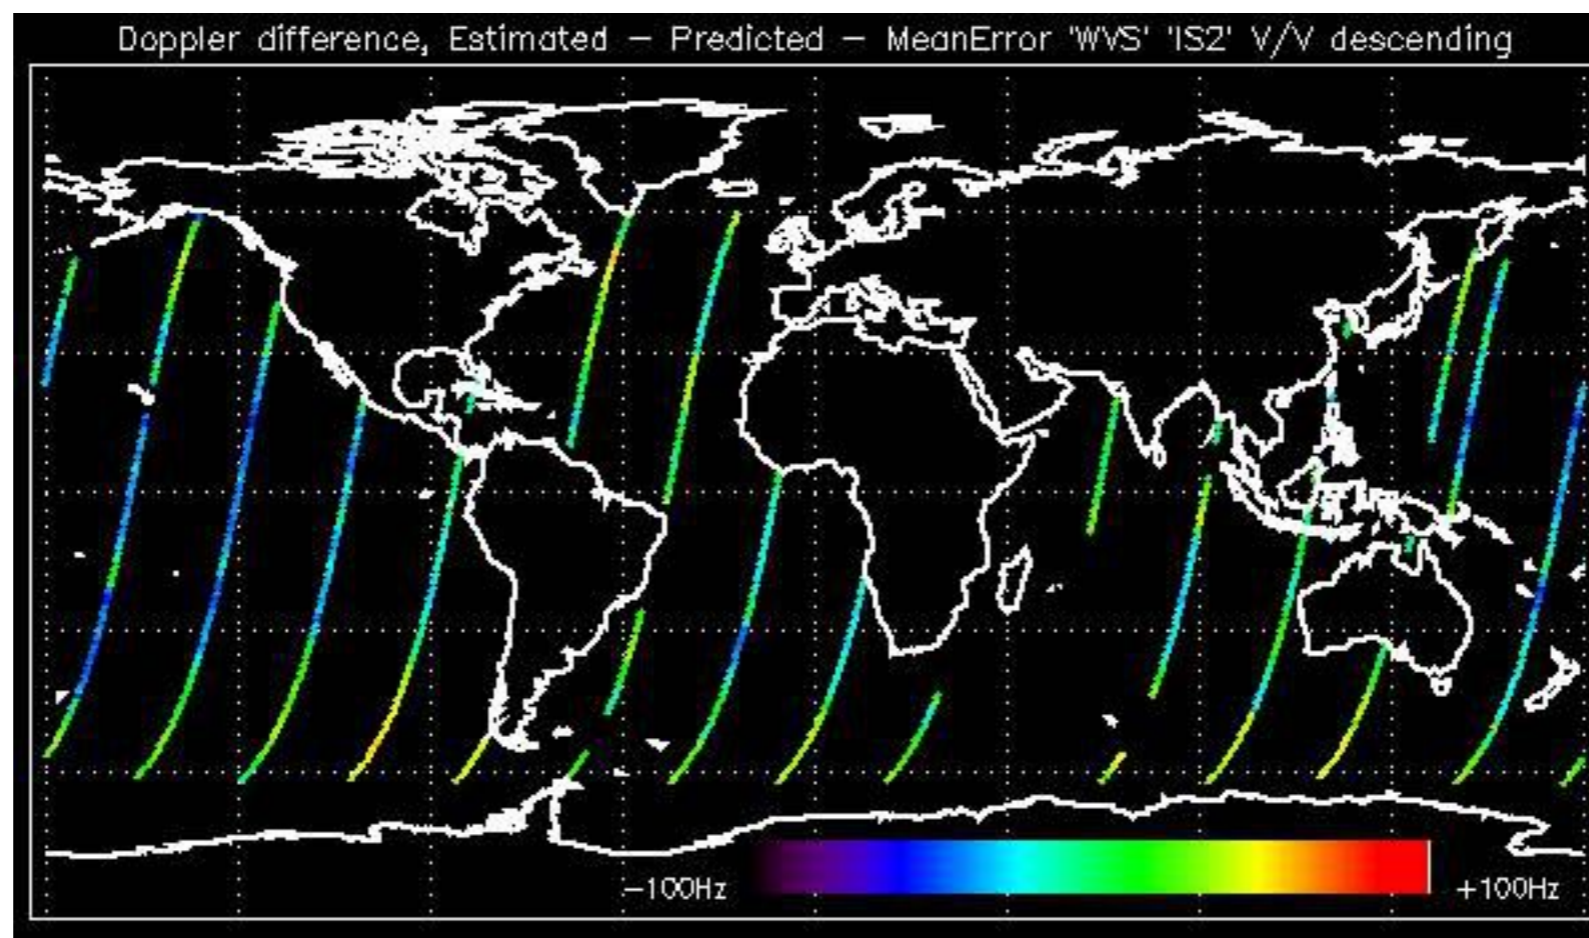 Doppler difference, Estimated – Predicted – MeanError 'WVS' 'IS2' V/V descending
–100Hz +100Hz